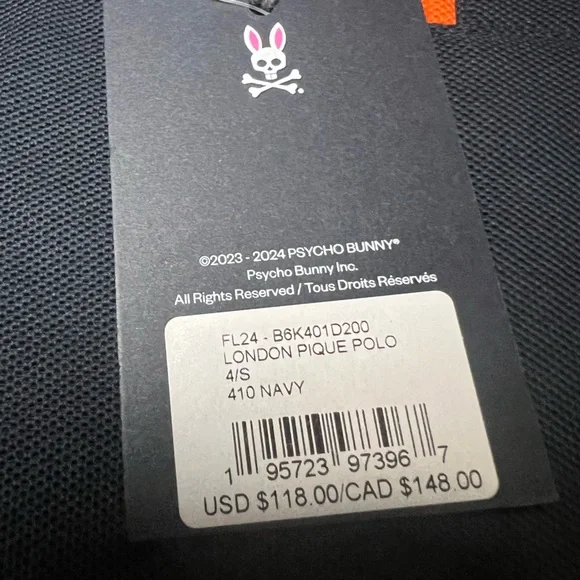 ©2023 - 2024 PSYCHO BUNNY®
Psycho Bunny Inc.
All Rights Reserved / Tous Droits Réservés
FL24 - B6K401D200
LONDON PIQUE POLO
4/S
410 NAVY
1 95723 97396 7
USD $118.00/CAD $148.00